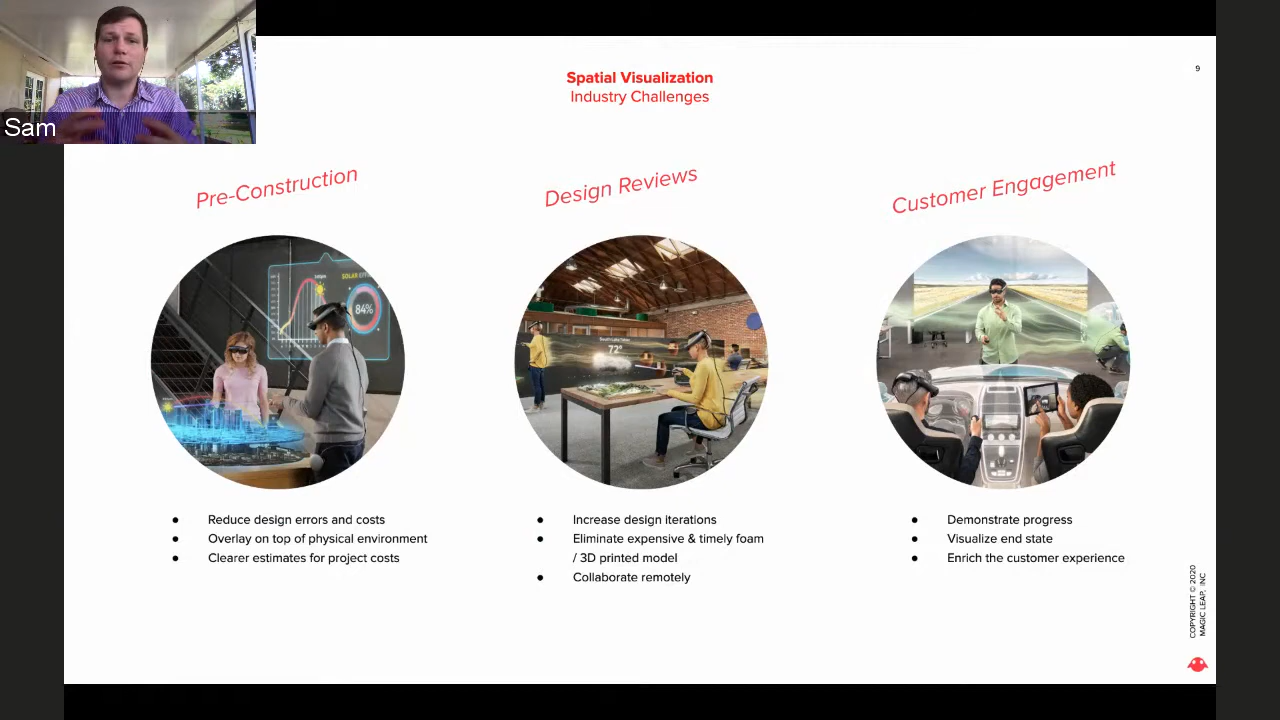 Sam
Spatial Visualization
Industry Challenges
9
Pre-Construction
Design Reviews
Customer Engagement
SOLAR
84%
72°
Reduce design errors and costs
Overlay on top of physical environment
Clearer estimates for project costs
Increase design iterations
Eliminate expensive & timely foam
/ 3D printed model
Collaborate remotely
Demonstrate progress
Visualize end state
Enrich the customer experience
COPYRIGHT © 2020
MAGIC LEAP, INC